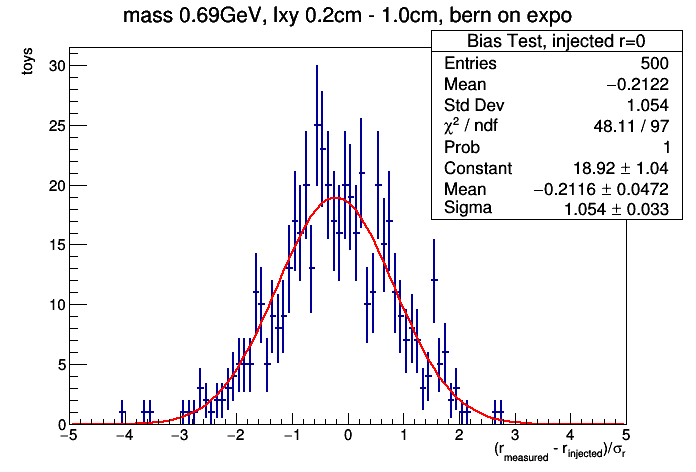 mass 0.69GeV, lxy 0.2cm - 1.0cm, bern on expo
toys
Bias Test, injected r=0
Entries 500
Mean −0.2122
Std Dev 1.054
χ² / ndf 48.11 / 97
Prob 1
Constant 18.92 ± 1.04
Mean −0.2116 ± 0.0472
Sigma 1.054 ± 0.033
30
25
20
15
10
5
0
−5 −4 −3 −2 −1 0 1 2 3 4 5
(r_measured - r_injected)/σ_r